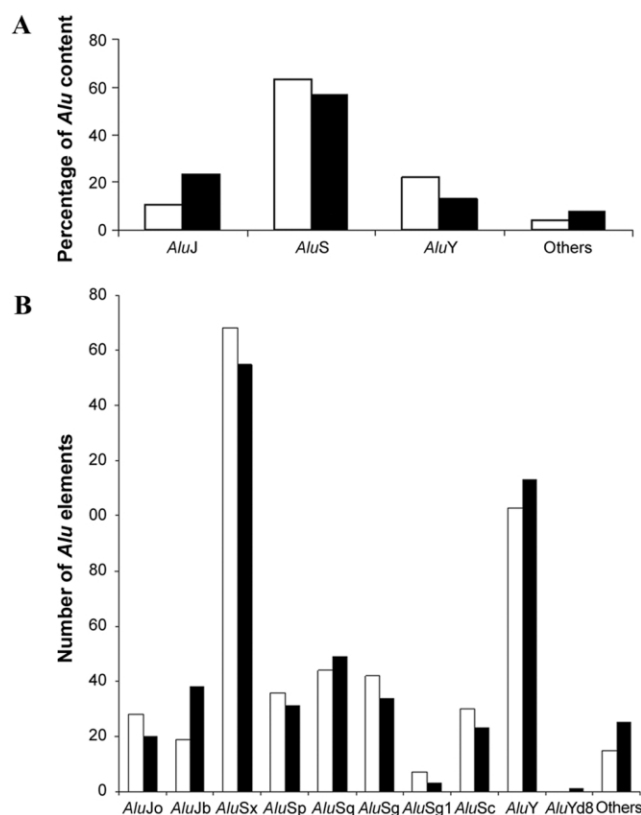 A
Percentage of Alu content
80
60
40
20
0
AluJ
AluS
AluY
Others
B
Number of Alu elements
80
60
40
20
00
80
60
40
20
0
AluJo AluJb AluSx AluSp AluSq AluSg AluSg1 AluSc AluY AluYd8 Others